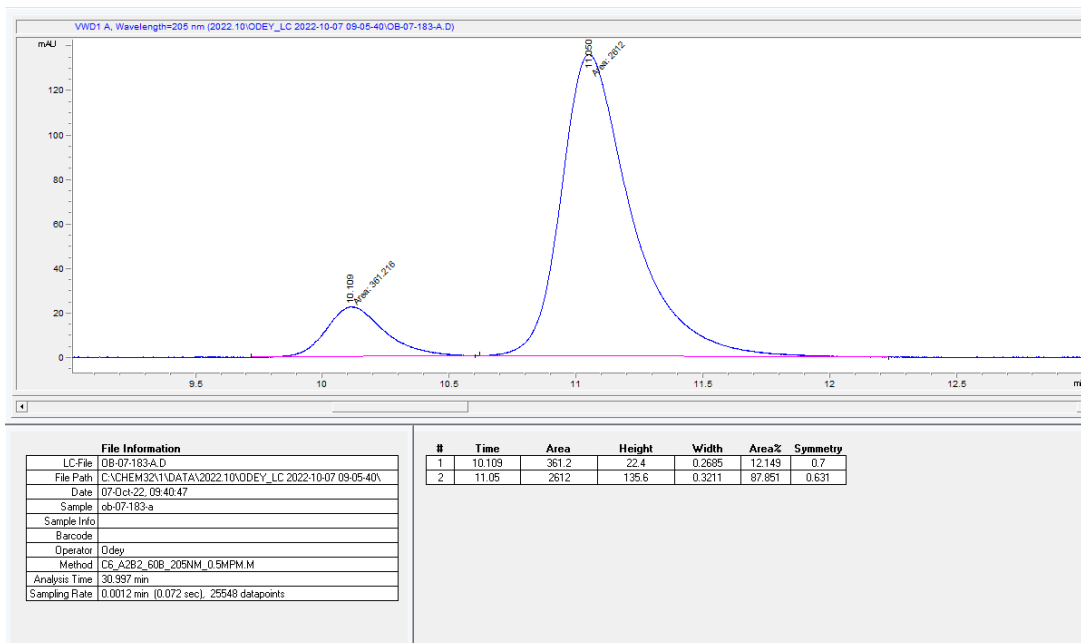 VWD1 A, Wavelength=205 nm (2022.10\ODEY_LC 2022-10-07 09-05-40\OB-07-183-A.D)
mAU
120
100
80
60
40
20
0
10.109
Area: 361.216
11.050
Area: 2612
9.5 10 10.5 11 11.5 12 12.5 mi
File Information
LC-File OB-07-183-A.D
File Path C:\CHEM32\1\DATA\2022.10\ODEY_LC 2022-10-07 09-05-40\
Date 07-Oct-22, 09:40:47
Sample ob-07-183-a
Sample Info
Barcode
Operator Odey
Method C6_A2B2_60B_205NM_0.5MPM.M
Analysis Time 30.997 min
Sampling Rate 0.0012 min (0.072 sec), 25548 datapoints
# Time Area Height Width Area% Symmetry
1 10.109 361.2 22.4 0.2685 12.149 0.7
2 11.05 2612 135.6 0.3211 87.851 0.631